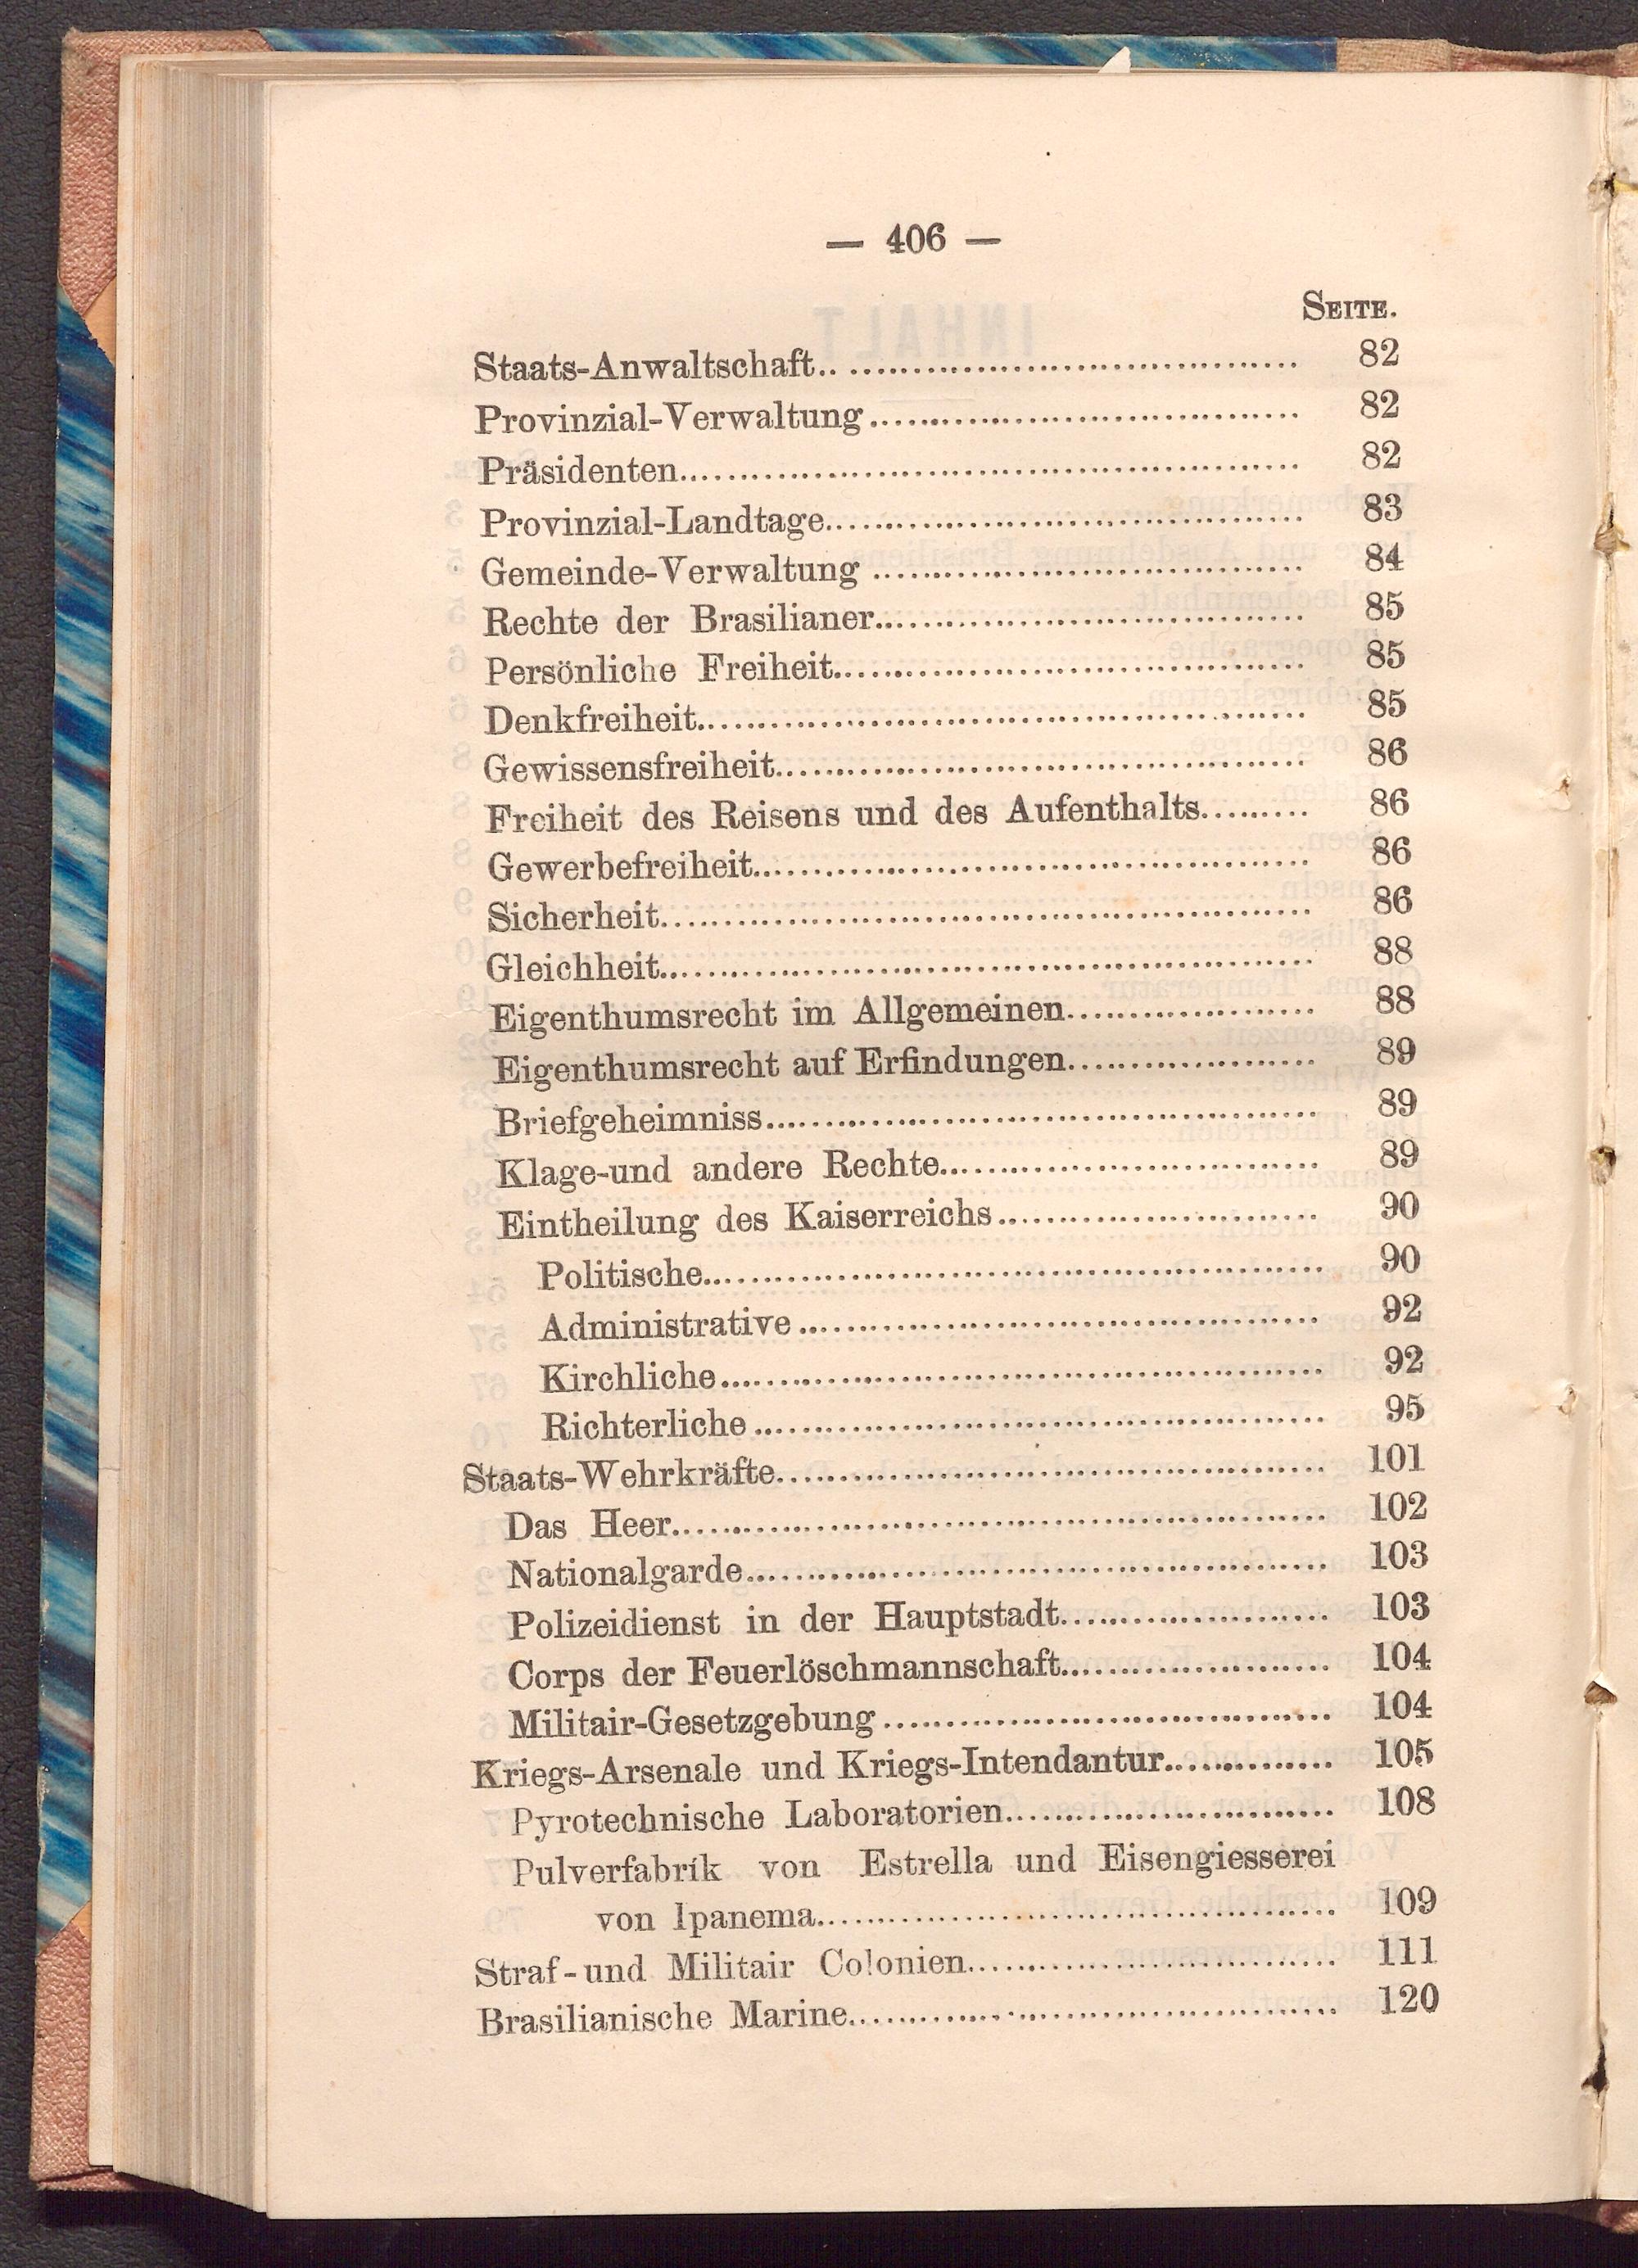 — 406 —
SEITE.
Staats-Anwaltschaft.. ........................................ 82
Provinzial-Verwaltung........................................ 82
Präsidenten........................................ 82
Provinzial-Landtage........................................ 83
Gemeinde-Verwaltung ........................................ 84
Rechte der Brasilianer........................................ 85
Persönliche Freiheit........................................ 85
Denkfreiheit........................................ 85
Gewissensfreiheit........................................ 86
Freiheit des Reisens und des Aufenthalts......... 86
Gewerbefreiheit........................................ 86
Sicherheit........................................ 86
Gleichheit........................................ 88
Eigenthumsrecht im Allgemeinen.................... 88
Eigenthumsrecht auf Erfindungen.................... 89
Briefgeheimniss........................................ 89
Klage-und andere Rechte.............................. 89
Eintheilung des Kaiserreichs.......................... 90
Politische........................................ 90
Administrative........................................ 92
Kirchliche........................................ 92
Richterliche........................................ 95
Staats-Wehrkräfte........................................ 101
Das Heer........................................ 102
Nationalgarde........................................ 103
Polizeidienst in der Hauptstadt...................... 103
Corps der Feuerlöschmannschaft...................... 104
Militair-Gesetzgebung.................................... 104
Kriegs-Arsenale und Kriegs-Intendantur.............. 105
Pyrotechnische Laboratorien.......................... 108
Pulverfabrik von Estrella und Eisengiesserei
von Ipanema........................................ 109
Straf-und Militair Colonien.............................. 111
Brasilianische Marine........................................ 120